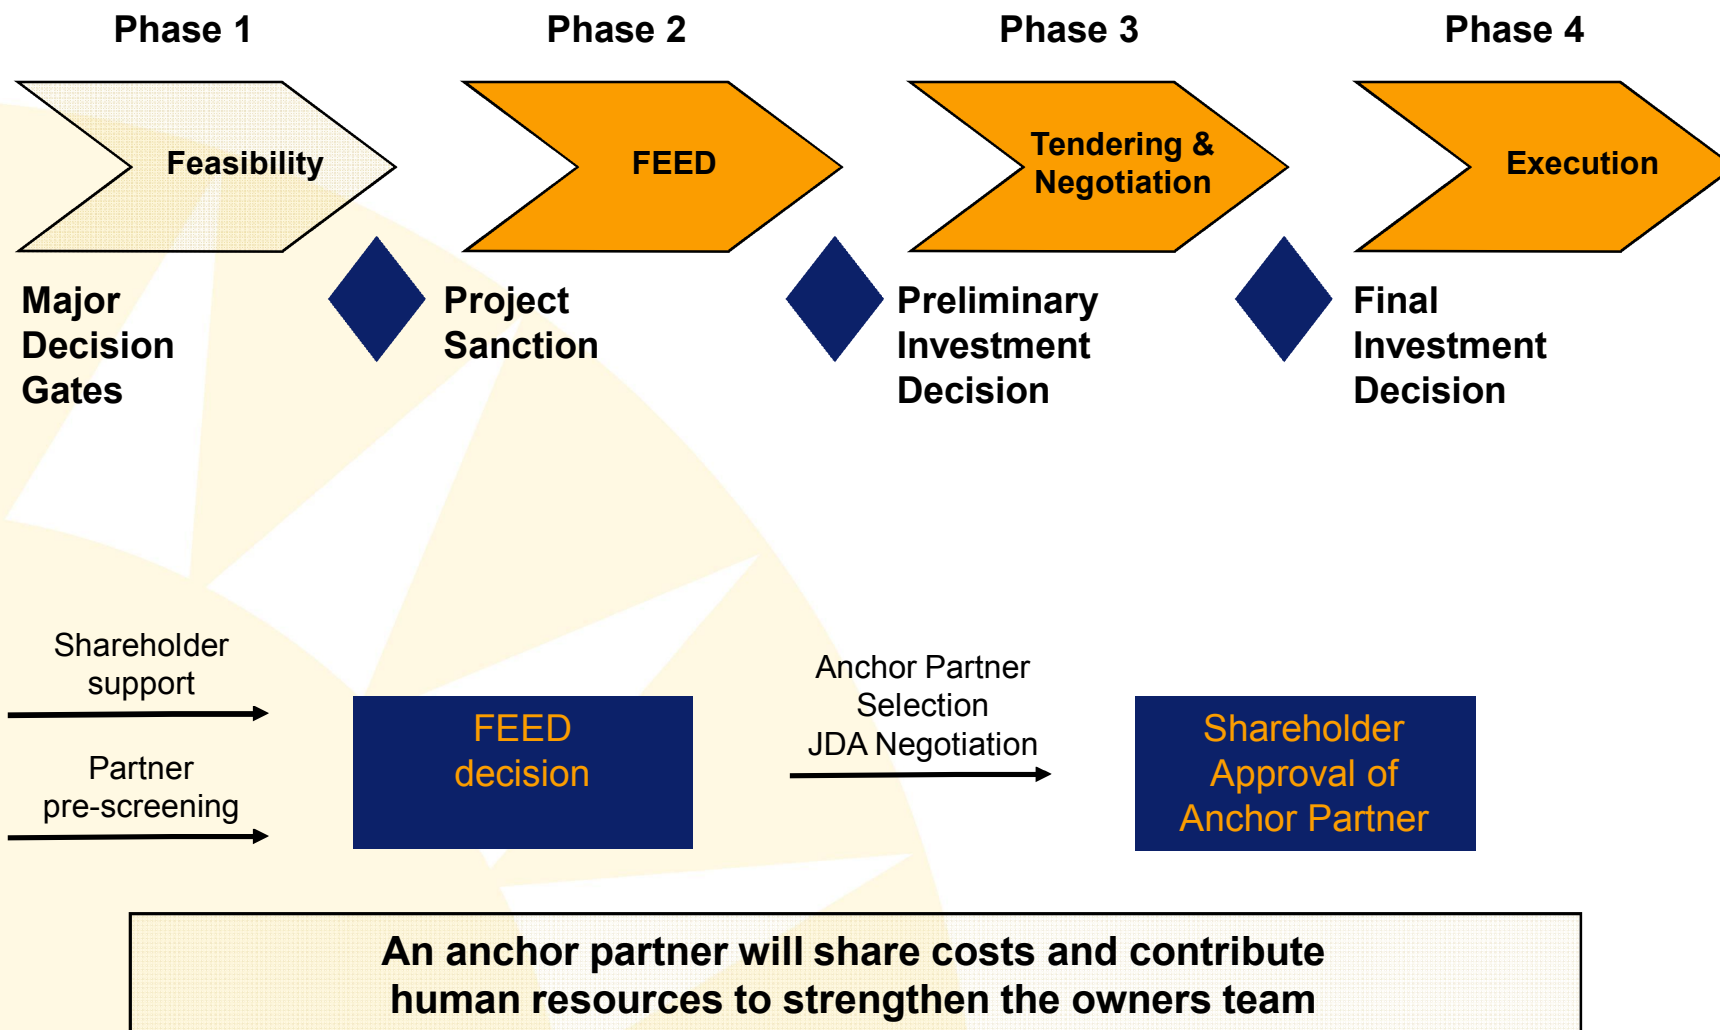 Phase 1
Phase 2
Phase 3
Phase 4
Feasibility
FEED
Tendering &
Negotiation
Execution
Major
Decision
Gates
Project
Sanction
Preliminary
Investment
Decision
Final
Investment
Decision
Shareholder
support
Partner
pre-screening
FEED
decision
Anchor Partner
Selection
JDA Negotiation
Shareholder
Approval of
Anchor Partner
An anchor partner will share costs and contribute
human resources to strengthen the owners team